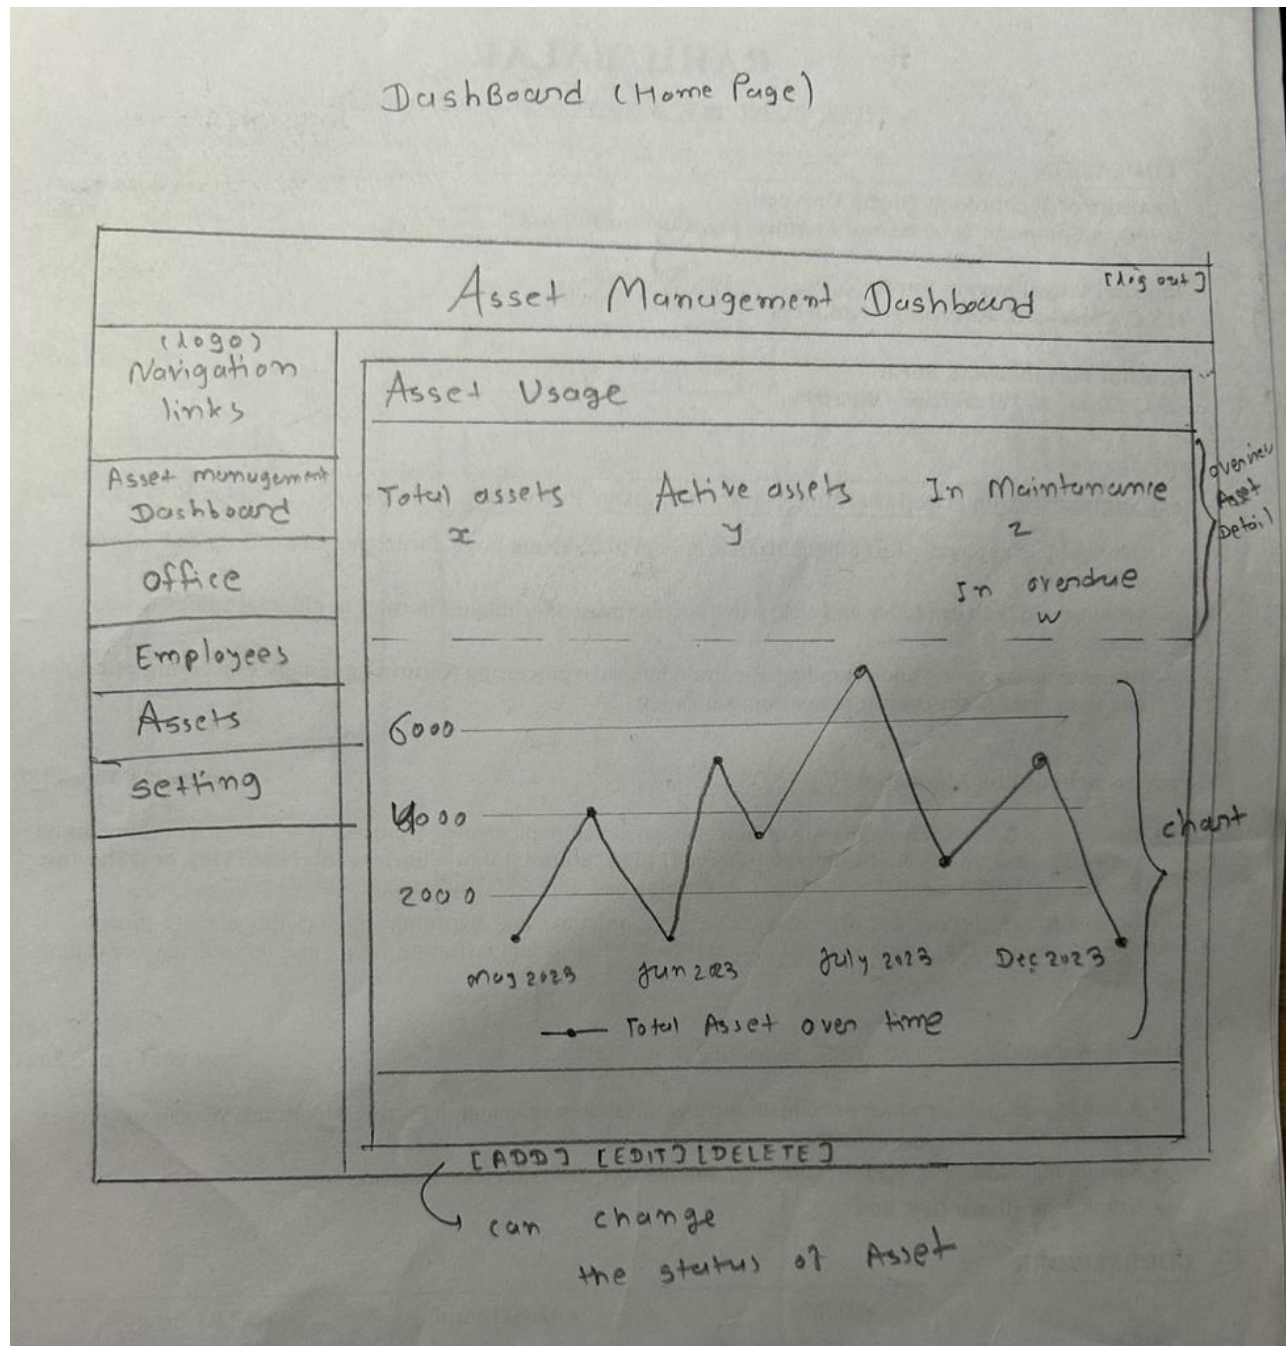 DashBoard (Home Page)
Asset Management Dashboard
[log out]
(logo)
Navigation
links
Asset management
Dashboard
office
Employees
Assets
setting
Asset Usage
Total assets
x
Active assets
y
In Maintanance
z
In overdue
w
overview
Asset
Detail
6000
4000
2000
May 2023
Jun 2023
July 2023
Dec 2023
Total Asset over time
chart
[ADD] [EDIT] [DELETE]
can change
the status of Asset